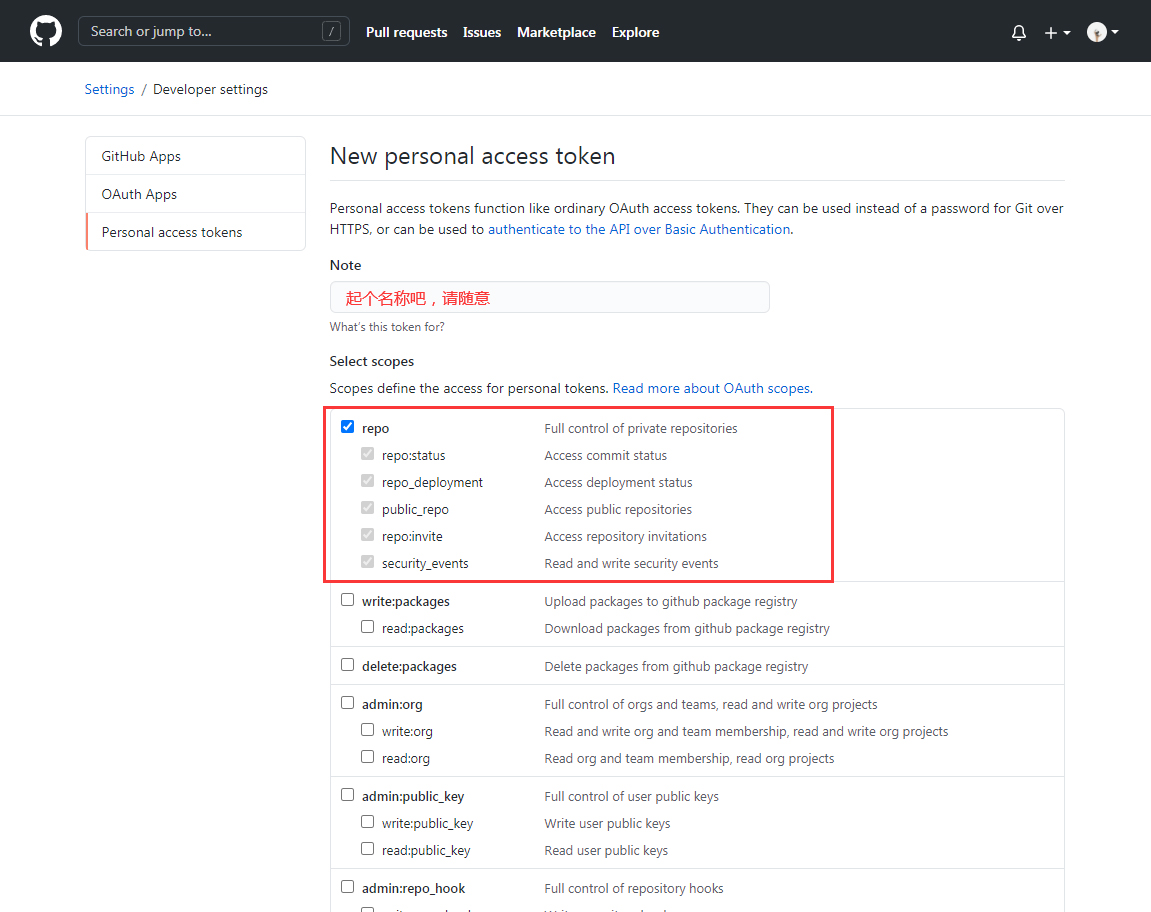 Search or jump to... /
Pull requests Issues Marketplace Explore
Settings / Developer settings
GitHub Apps
OAuth Apps
Personal access tokens
New personal access token
Personal access tokens function like ordinary OAuth access tokens. They can be used instead of a password for Git over
HTTPS, or can be used to authenticate to the API over Basic Authentication.
Note
起个名称吧，请随意
What's this token for?
Select scopes
Scopes define the access for personal tokens. Read more about OAuth scopes.
repo Full control of private repositories
repo:status Access commit status
repo_deployment Access deployment status
public_repo Access public repositories
repo:invite Access repository invitations
security_events Read and write security events
write:packages Upload packages to github package registry
read:packages Download packages from github package registry
delete:packages Delete packages from github package registry
admin:org Full control of orgs and teams, read and write org projects
write:org Read and write org and team membership, read and write org projects
read:org Read org and team membership, read org projects
admin:public_key Full control of user public keys
write:public_key Write user public keys
read:public_key Read user public keys
admin:repo_hook Full control of repository hooks